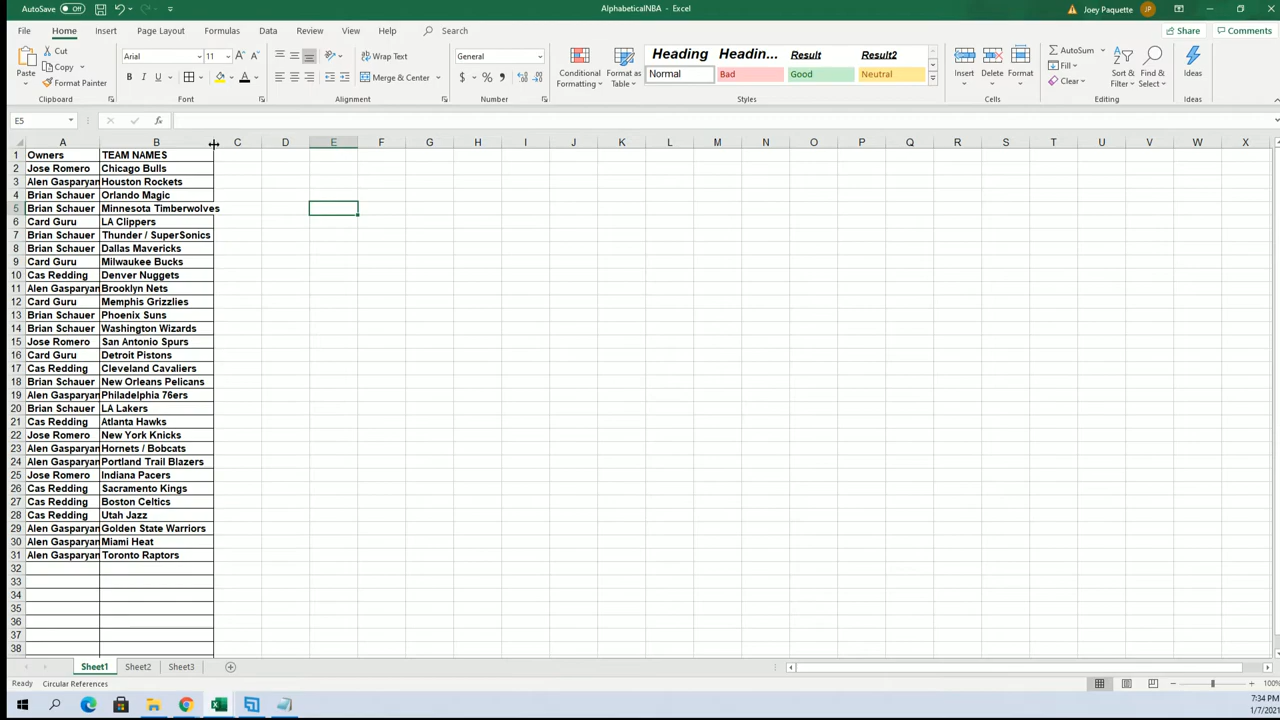 AutoSave Off AlphabeticalNBA - Excel Joey Paquette JP
File Home Insert Page Layout Formulas Data Review View Help Search Share Comments
Paste Cut Copy Format Painter Clipboard
Arial 11 B I U A Font
Wrap Text Merge & Center Alignment
General $ % Number
Conditional Formatting Format as Table
Heading Headin... Result Result2
Normal Bad Good Neutral
Styles
Insert Delete Format Cells
AutoSum Fill Clear Sort & Filter Find & Select Editing
Ideas Ideas
E5 fx
A B C D E F G H I J K L M N O P Q R S T U V W X
1 Owners TEAM NAMES
2 Jose Romero Chicago Bulls
3 Alen Gasparyan Houston Rockets
4 Brian Schauer Orlando Magic
5 Brian Schauer Minnesota Timberwolves
6 Card Guru LA Clippers
7 Brian Schauer Thunder / SuperSonics
8 Brian Schauer Dallas Mavericks
9 Card Guru Milwaukee Bucks
10 Cas Redding Denver Nuggets
11 Alen Gasparyan Brooklyn Nets
12 Card Guru Memphis Grizzlies
13 Brian Schauer Phoenix Suns
14 Brian Schauer Washington Wizards
15 Jose Romero San Antonio Spurs
16 Card Guru Detroit Pistons
17 Cas Redding Cleveland Cavaliers
18 Brian Schauer New Orleans Pelicans
19 Alen Gasparyan Philadelphia 76ers
20 Brian Schauer LA Lakers
21 Cas Redding Atlanta Hawks
22 Jose Romero New York Knicks
23 Alen Gasparyan Hornets / Bobcats
24 Alen Gasparyan Portland Trail Blazers
25 Jose Romero Indiana Pacers
26 Cas Redding Sacramento Kings
27 Cas Redding Boston Celtics
28 Cas Redding Utah Jazz
29 Alen Gasparyan Golden State Warriors
30 Alen Gasparyan Miami Heat
31 Alen Gasparyan Toronto Raptors
32
33
34
35
36
37
38
Sheet1 Sheet2 Sheet3
Ready Circular References 100%
7:34 PM
1/7/2021